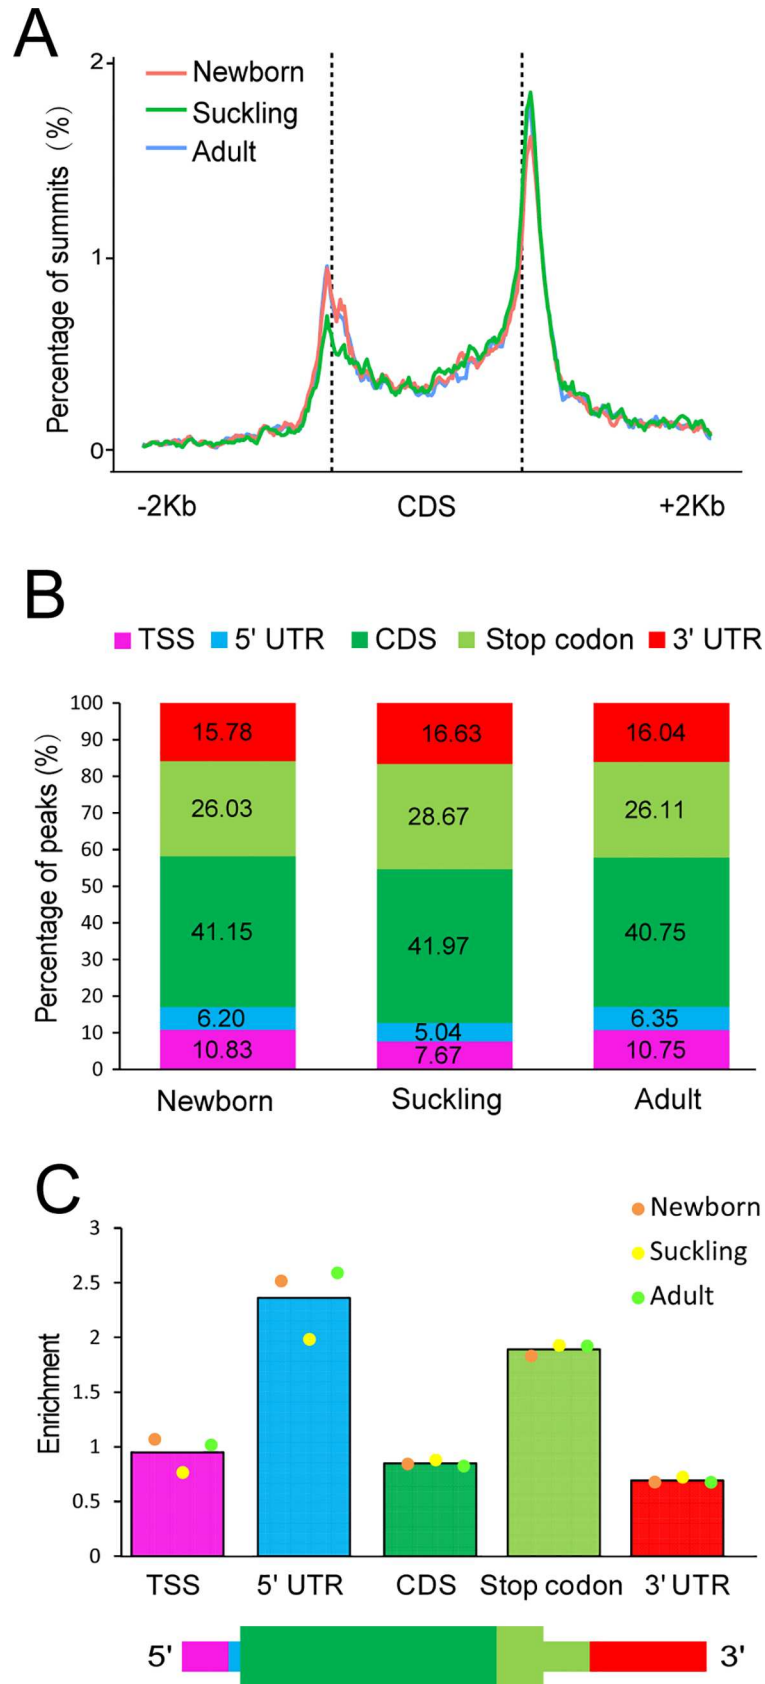 A
2
Newborn
Suckling
Adult
1
0
Percentage of summits (%)
-2Kb CDS +2Kb
B
TSS 5' UTR CDS Stop codon 3' UTR
100
90
80
70
60
50
40
30
20
10
0
Percentage of peaks (%)
15.78 16.63 16.04
26.03 28.67 26.11
41.15 41.97 40.75
6.20 5.04 6.35
10.83 7.67 10.75
Newborn Suckling Adult
C
Newborn
Suckling
Adult
3
2.5
2
1.5
1
0.5
0
Enrichment
TSS 5' UTR CDS Stop codon 3' UTR
5' 3'